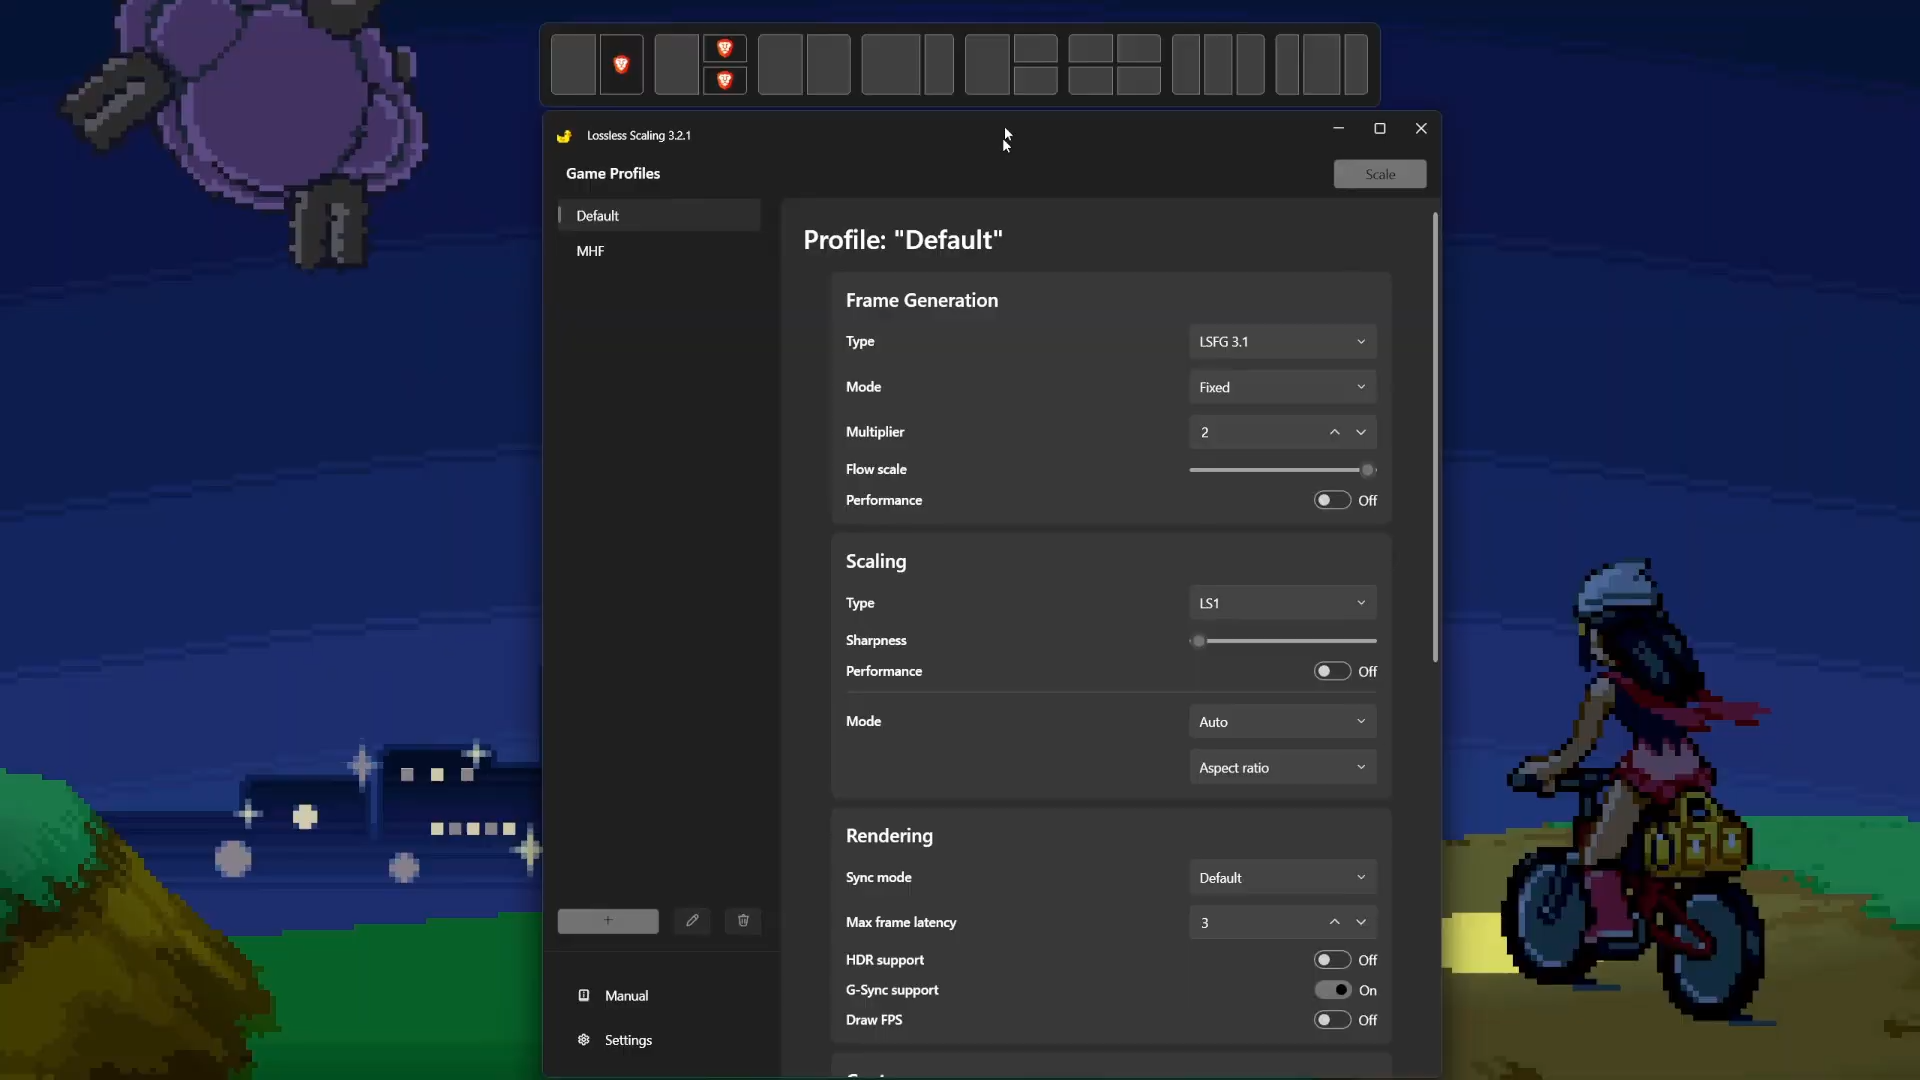 Lossless Scaling 3.2.1
Game Profiles
Scale
Default
MHF
Profile: "Default"
Frame Generation
Type
LSFG 3.1
Mode
Fixed
Multiplier
2
Flow scale
Performance
Off
Scaling
Type
LS1
Sharpness
Performance
Off
Mode
Auto
Aspect ratio
Rendering
Sync mode
Default
Max frame latency
3
HDR support
Off
G-Sync support
On
Draw FPS
Off
Manual
Settings